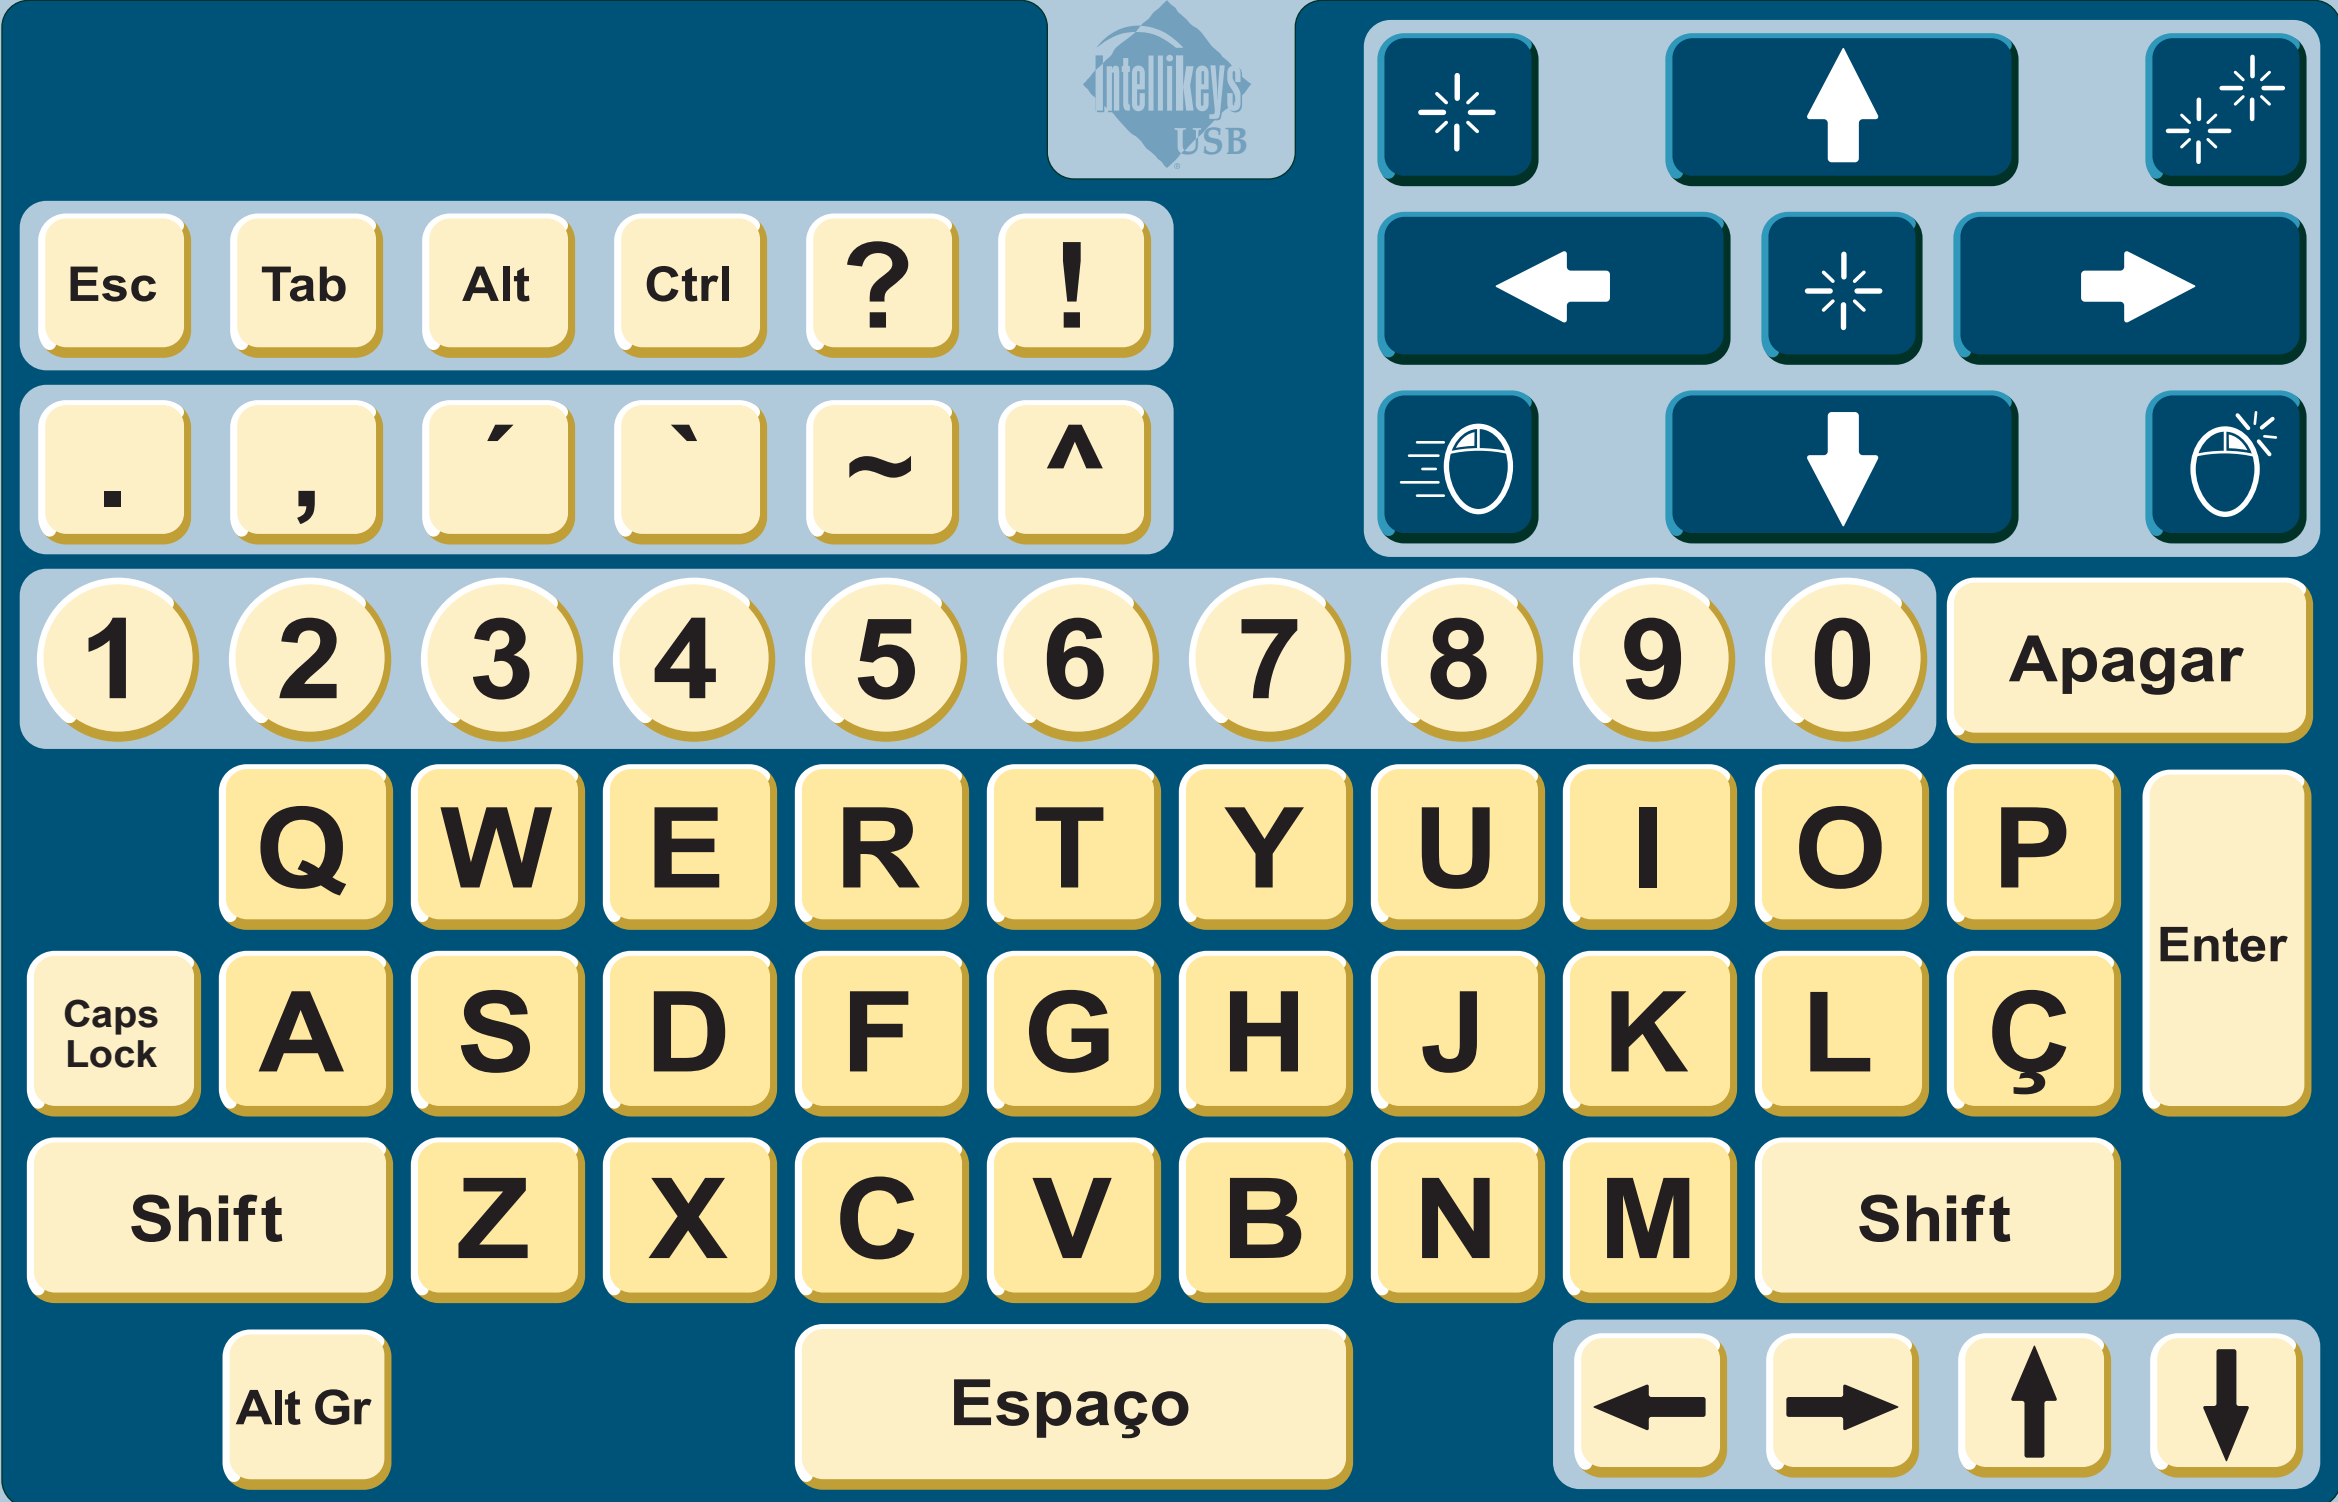 intellikeys
USB
®
Esc Tab Alt Ctrl ? !
. , ´ ` ~ ^
1 2 3 4 5 6 7 8 9 0 Apagar
Q W E R T Y U I O P
Enter
Caps
Lock
A S D F G H J K L Ç
Shift Z X C V B N M Shift
Alt Gr Espaço